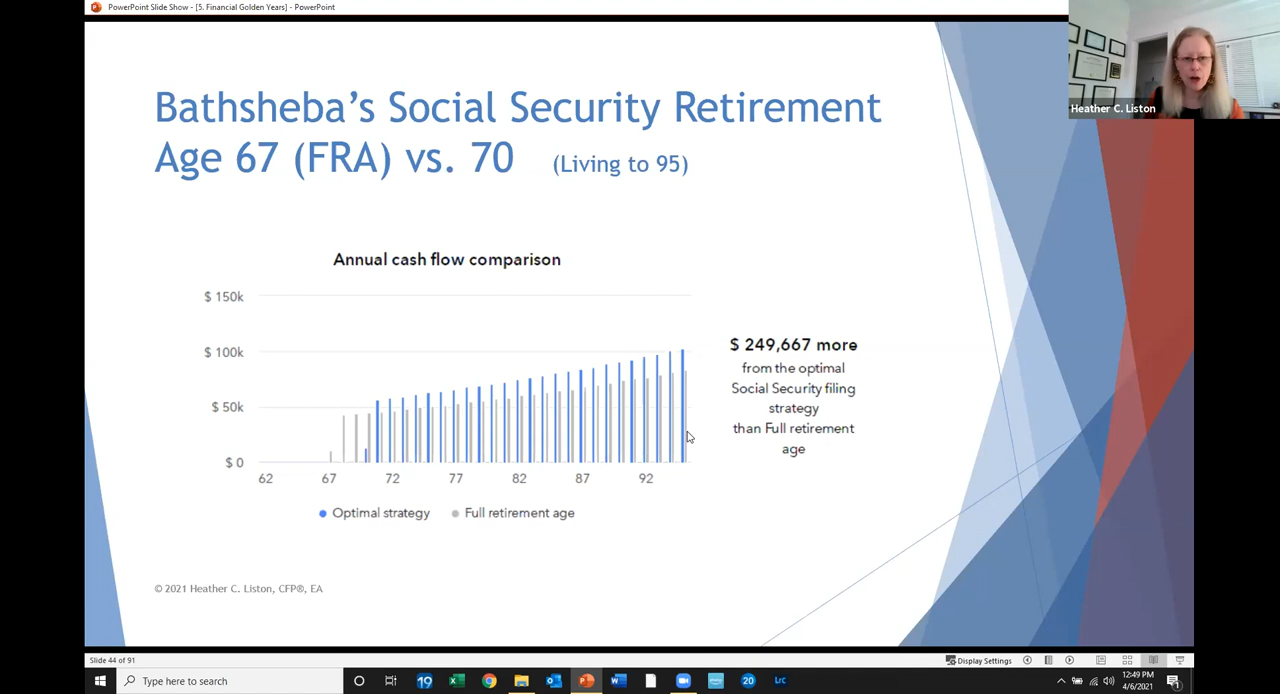 PowerPoint Slide Show - [5. Financial Golden Years] - PowerPoint
Heather C. Liston
Bathsheba's Social Security Retirement
Age 67 (FRA) vs. 70 (Living to 95)
Annual cash flow comparison
$ 150k
$ 100k
$ 50k
$ 0
62 67 72 77 82 87 92
Optimal strategy Full retirement age
$ 249,667 more
from the optimal
Social Security filing
strategy
than Full retirement
age
© 2021 Heather C. Liston, CFP®, EA
Slide 44 of 91
Display Settings
Type here to search
19
20
Lrc
12:49 PM
4/6/2021
1